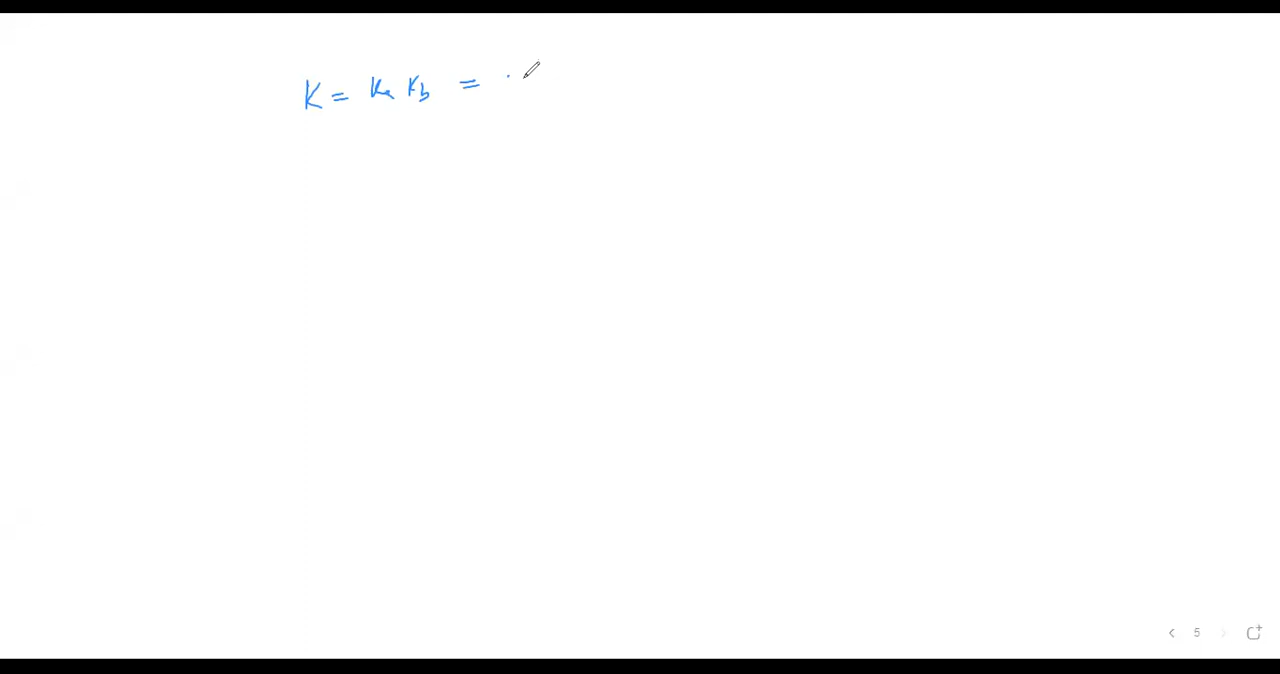 K = Ka Kb =
5